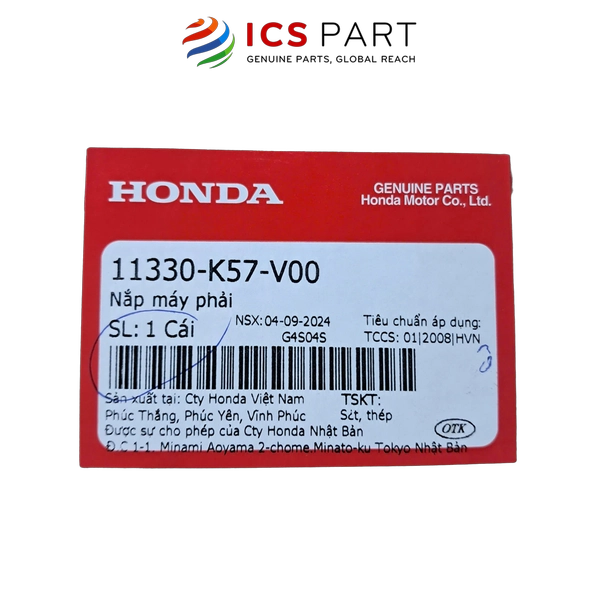 ICS PART
GENUINE PARTS, GLOBAL REACH
HONDA
GENUINE PARTS
Honda Motor Co., Ltd.
11330-K57-V00
Nắp máy phải
SL: 1 Cái
NSX: 04-09-2024
G4S04S
Tiêu chuẩn áp dụng:
TCCS: 01|2008|HVN
Sản xuất tại: Cty Honda Việt Nam
Phúc Thắng, Phúc Yên, Vĩnh Phúc
Được sự cho phép của Cty Honda Nhật Bản
Đ.C 1-1, Minami Aoyama 2-chome.Minato-ku Tokyo Nhật Bản
TSKT:
Sắt, thép
OTK